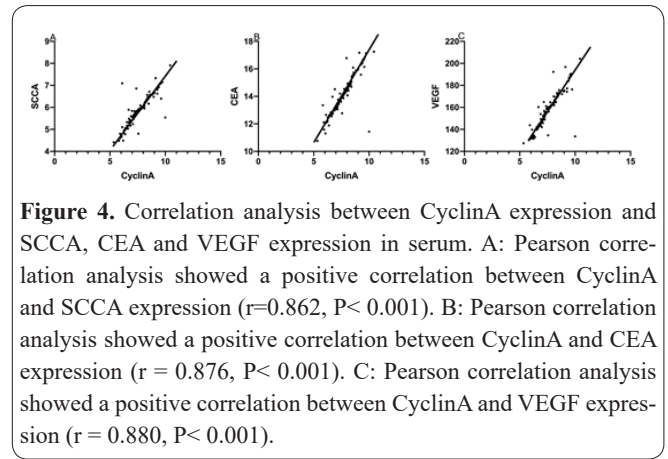 A
B
C
9
8
7
6
5
4
SCCA
0
5
10
15
CyclinA
18
16
14
12
10
CEA
0
5
10
15
CyclinA
220
200
180
160
140
120
VEGF
0
5
10
15
CyclinA
Figure 4. Correlation analysis between CyclinA expression and
SCCA, CEA and VEGF expression in serum. A: Pearson corre-
lation analysis showed a positive correlation between CyclinA
and SCCA expression (r=0.862, P< 0.001). B: Pearson correlation
analysis showed a positive correlation between CyclinA and CEA
expression (r = 0.876, P< 0.001). C: Pearson correlation analysis
showed a positive correlation between CyclinA and VEGF expres-
sion (r = 0.880, P< 0.001).